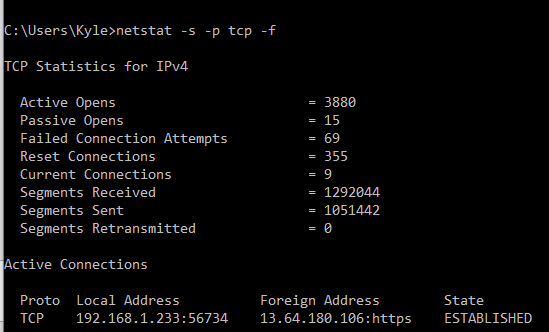 C:\Users\Kyle>netstat -s -p tcp -f
TCP Statistics for IPv4
Active Opens = 3880
Passive Opens = 15
Failed Connection Attempts = 69
Reset Connections = 355
Current Connections = 9
Segments Received = 1292044
Segments Sent = 1051442
Segments Retransmitted = 0
Active Connections
Proto Local Address Foreign Address State
TCP 192.168.1.233:56734 13.64.180.106:https ESTABLISHED